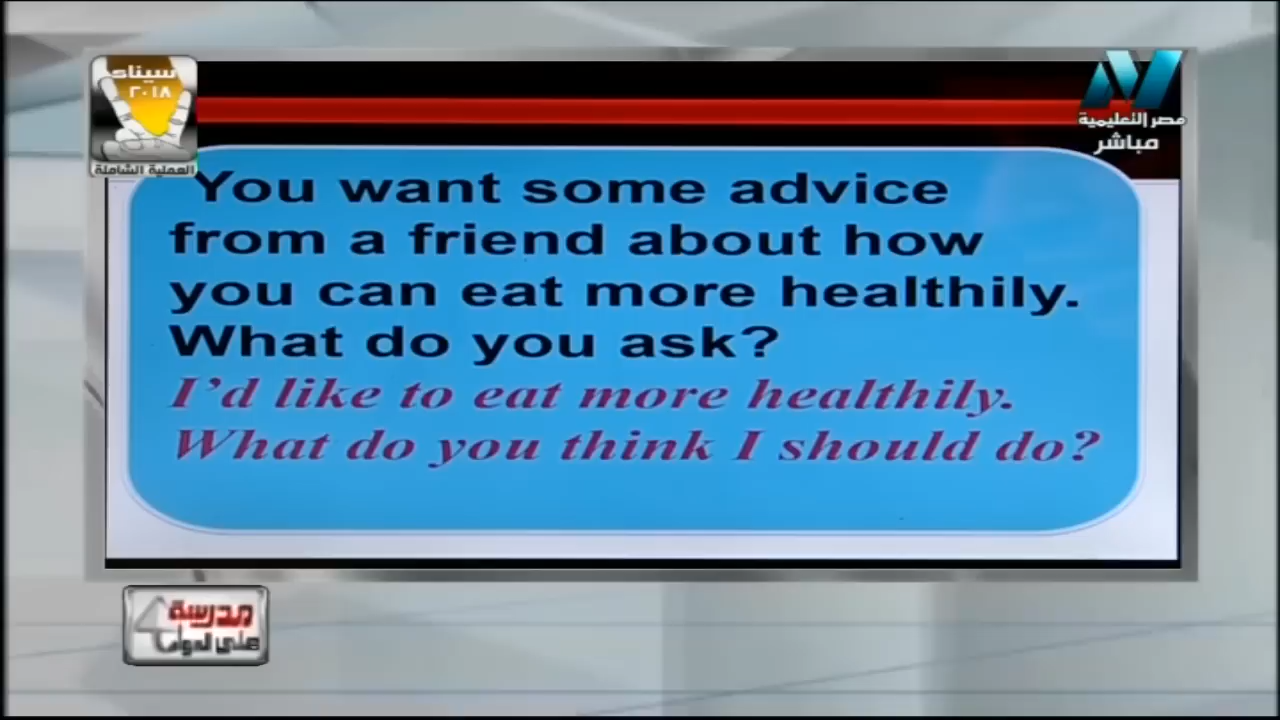 سيناء
٢٠١٨
العملية الشاملة
مصر التعليمية
مباشر
You want some advice
from a friend about how
you can eat more healthily.
What do you ask?
I'd like to eat more healthily.
What do you think I should do?
مدرسة
على الهواء